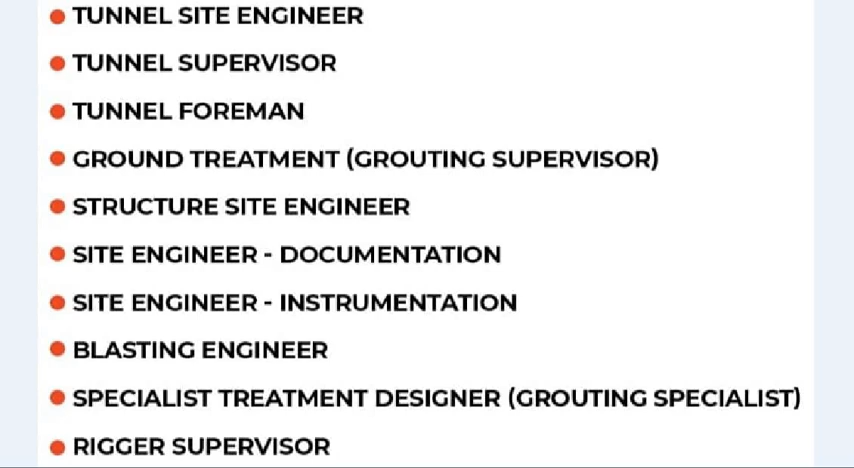 TUNNEL SITE ENGINEER
TUNNEL SUPERVISOR
TUNNEL FOREMAN
GROUND TREATMENT (GROUTING SUPERVISOR)
STRUCTURE SITE ENGINEER
SITE ENGINEER - DOCUMENTATION
SITE ENGINEER - INSTRUMENTATION
BLASTING ENGINEER
SPECIALIST TREATMENT DESIGNER (GROUTING SPECIALIST)
RIGGER SUPERVISOR